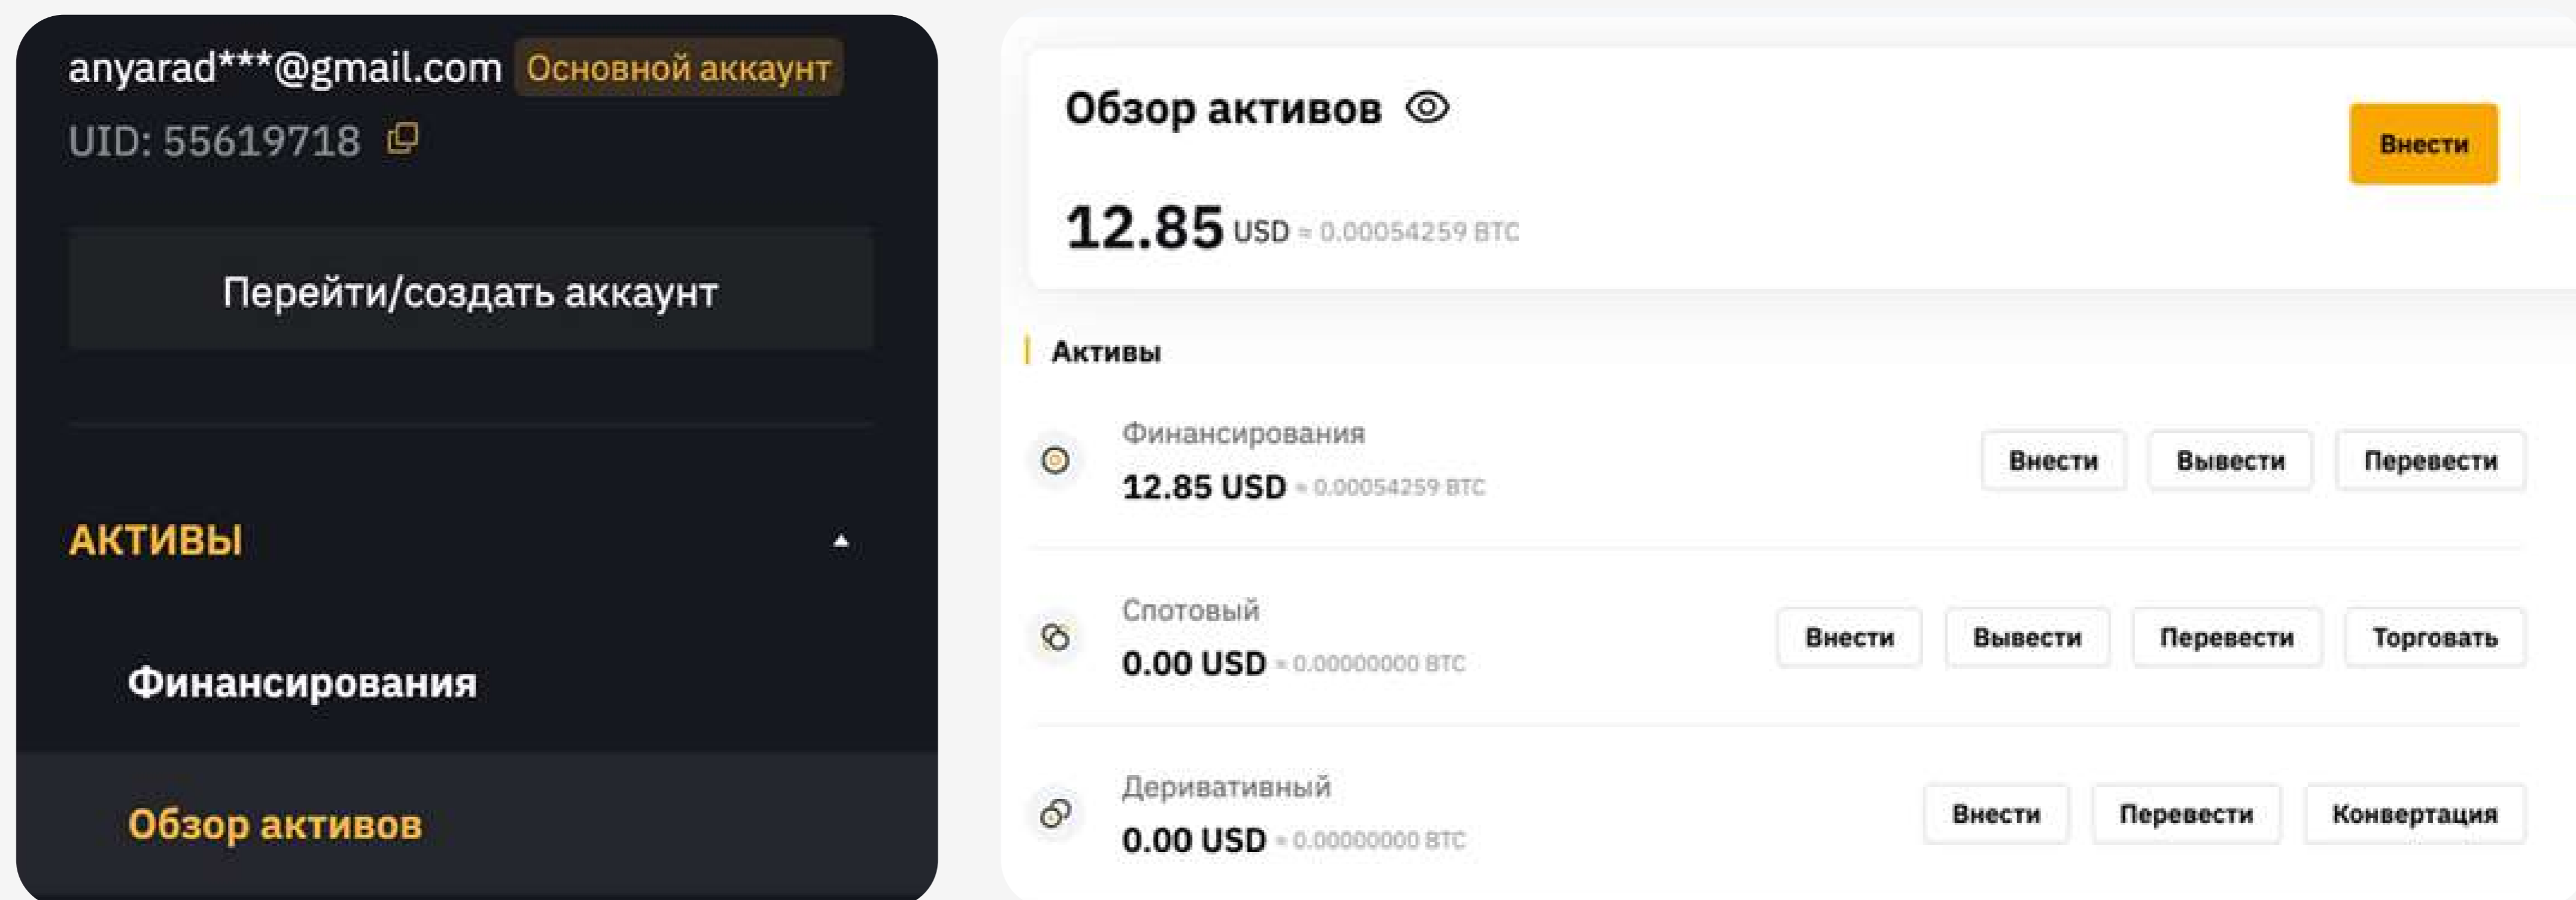 anyarad***@gmail.com Основной аккаунт
UID: 55619718
Перейти/создать аккаунт
АКТИВЫ
Финансирования
Обзор активов
Обзор активов
Внести
12.85 USD ≈ 0.00054259 BTC
Активы
Финансирования
12.85 USD ≈ 0.00054259 BTC
Внести Вывести Перевести
Спотовый
0.00 USD ≈ 0.00000000 BTC
Внести Вывести Перевести Торговать
Деривативный
0.00 USD ≈ 0.00000000 BTC
Внести Перевести Конвертация